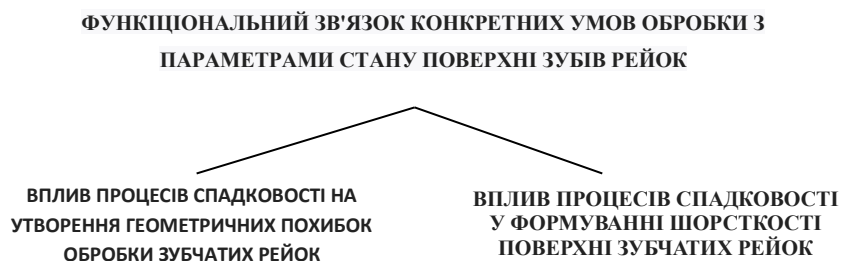 ФУНКІЦІОНАЛЬНИЙ ЗВ'ЯЗОК КОНКРЕТНИХ УМОВ ОБРОБКИ З
ПАРАМЕТРАМИ СТАНУ ПОВЕРХНІ ЗУБІВ РЕЙОК
ВПЛИВ ПРОЦЕСІВ СПАДКОВОСТІ НА
УТВОРЕННЯ ГЕОМЕТРИЧНИХ ПОХИБОК
ОБРОБКИ ЗУБЧАТИХ РЕЙОК
ВПЛИВ ПРОЦЕСІВ СПАДКОВОСТІ
У ФОРМУВАННІ ШОРСТКОСТІ
ПОВЕРХНІ ЗУБЧАТИХ РЕЙОК